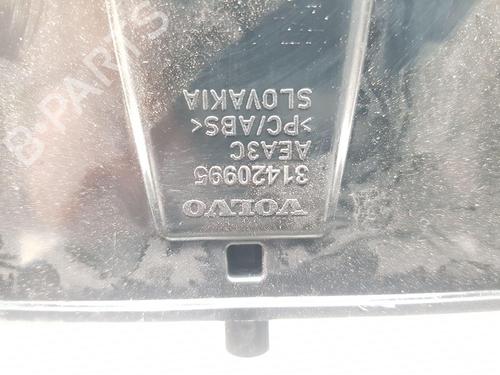 VOLVO
31420995
AEA3C
>PC/ABS<
SLOVAKIA
B-PARTS